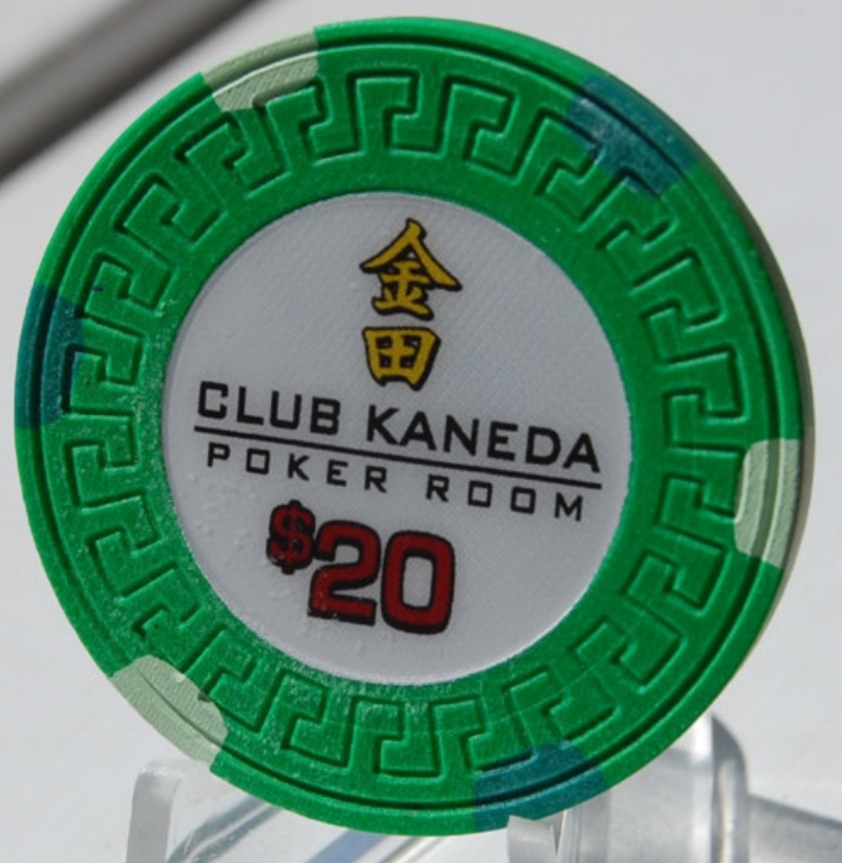 金
田
CLUB KANEDA
POKER ROOM
$20